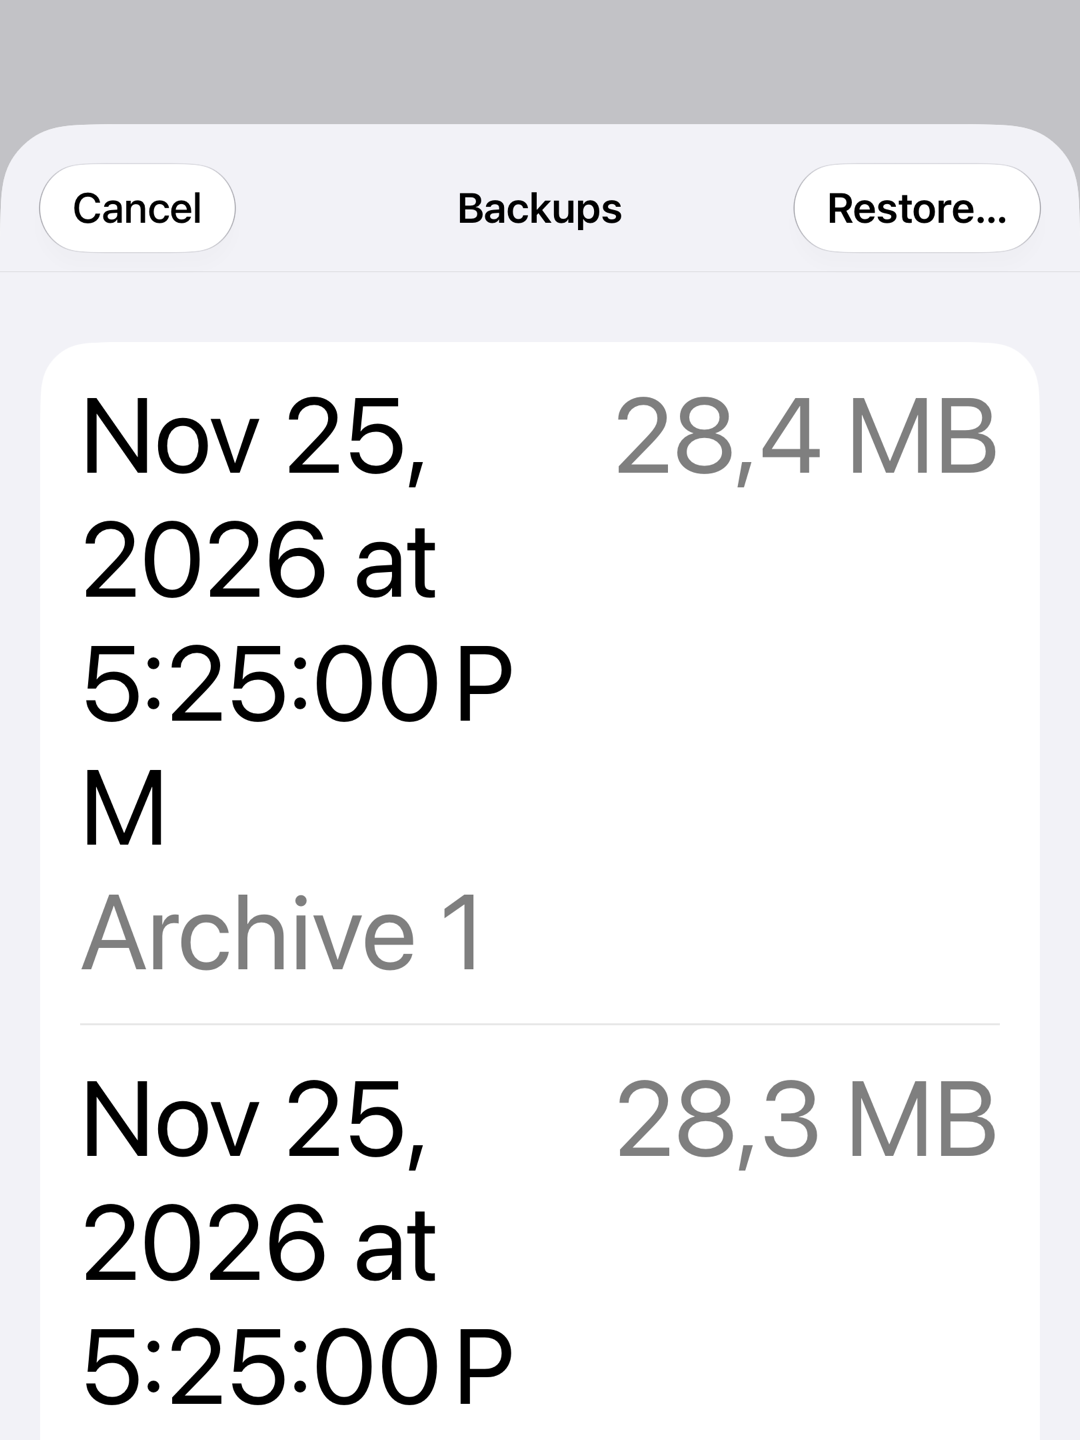 Cancel Backups Restore...
Nov 25, 28,4 MB
2026 at
5:25:00 P
M
Archive 1
Nov 25, 28,3 MB
2026 at
5:25:00 P